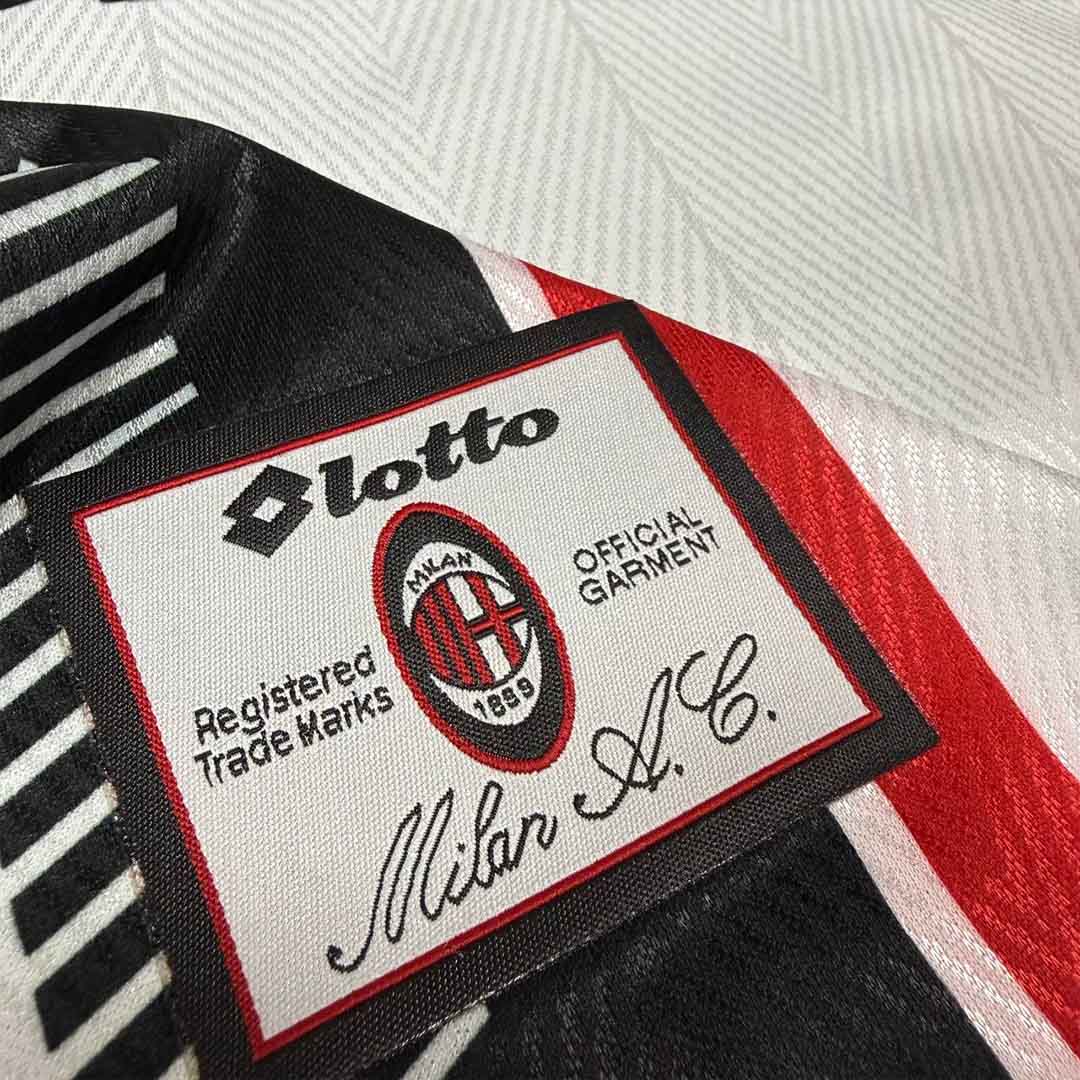 lotto
OFFICIAL
GARMENT
MILAN
1899
Registered
Trade Marks
Milan A.C.